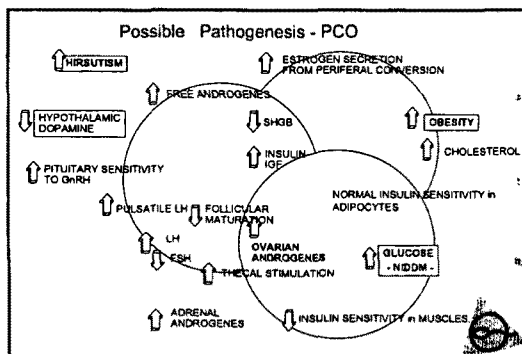 Possible Pathogenesis - PCO
HIRSUTISM
ESTROGEN SECRETION
FROM PERIFERAL CONVERSION
FREE ANDROGENES
HYPOTHALAMIC
DOPAMINE
SHGB
OBESITY
INSULIN
IGF
CHOLESTEROL
PITUITARY SENSITIVITY
TO GnRH
NORMAL INSULIN SENSITIVITY in
ADIPOCYTES
PULSATILE LH
FOLLICULAR
MATURATION
LH
FSH
OVARIAN
ANDROGENES
GLUCOSE
- NIDDM -
THECAL STIMULATION
ADRENAL
ANDROGENES
INSULIN SENSITIVITY in MUSCLES